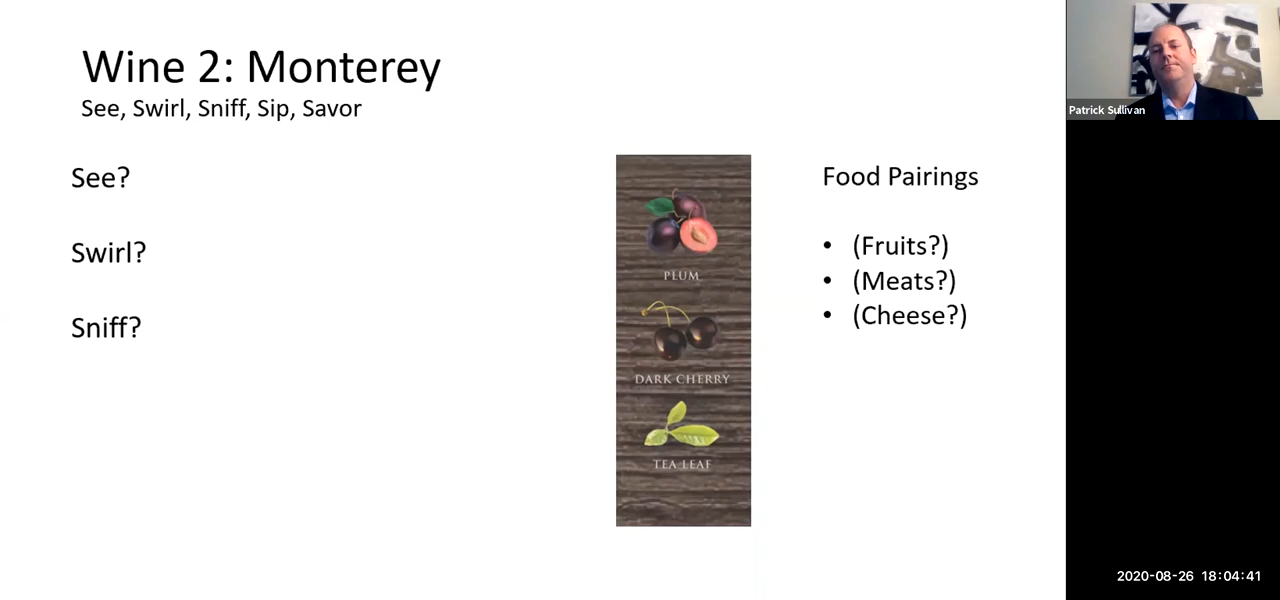 Wine 2: Monterey
See, Swirl, Sniff, Sip, Savor
See?
Swirl?
Sniff?
PLUM
DARK CHERRY
TEA LEAF
Food Pairings
• (Fruits?)
• (Meats?)
• (Cheese?)
Patrick Sullivan
2020-08-26 18:04:41